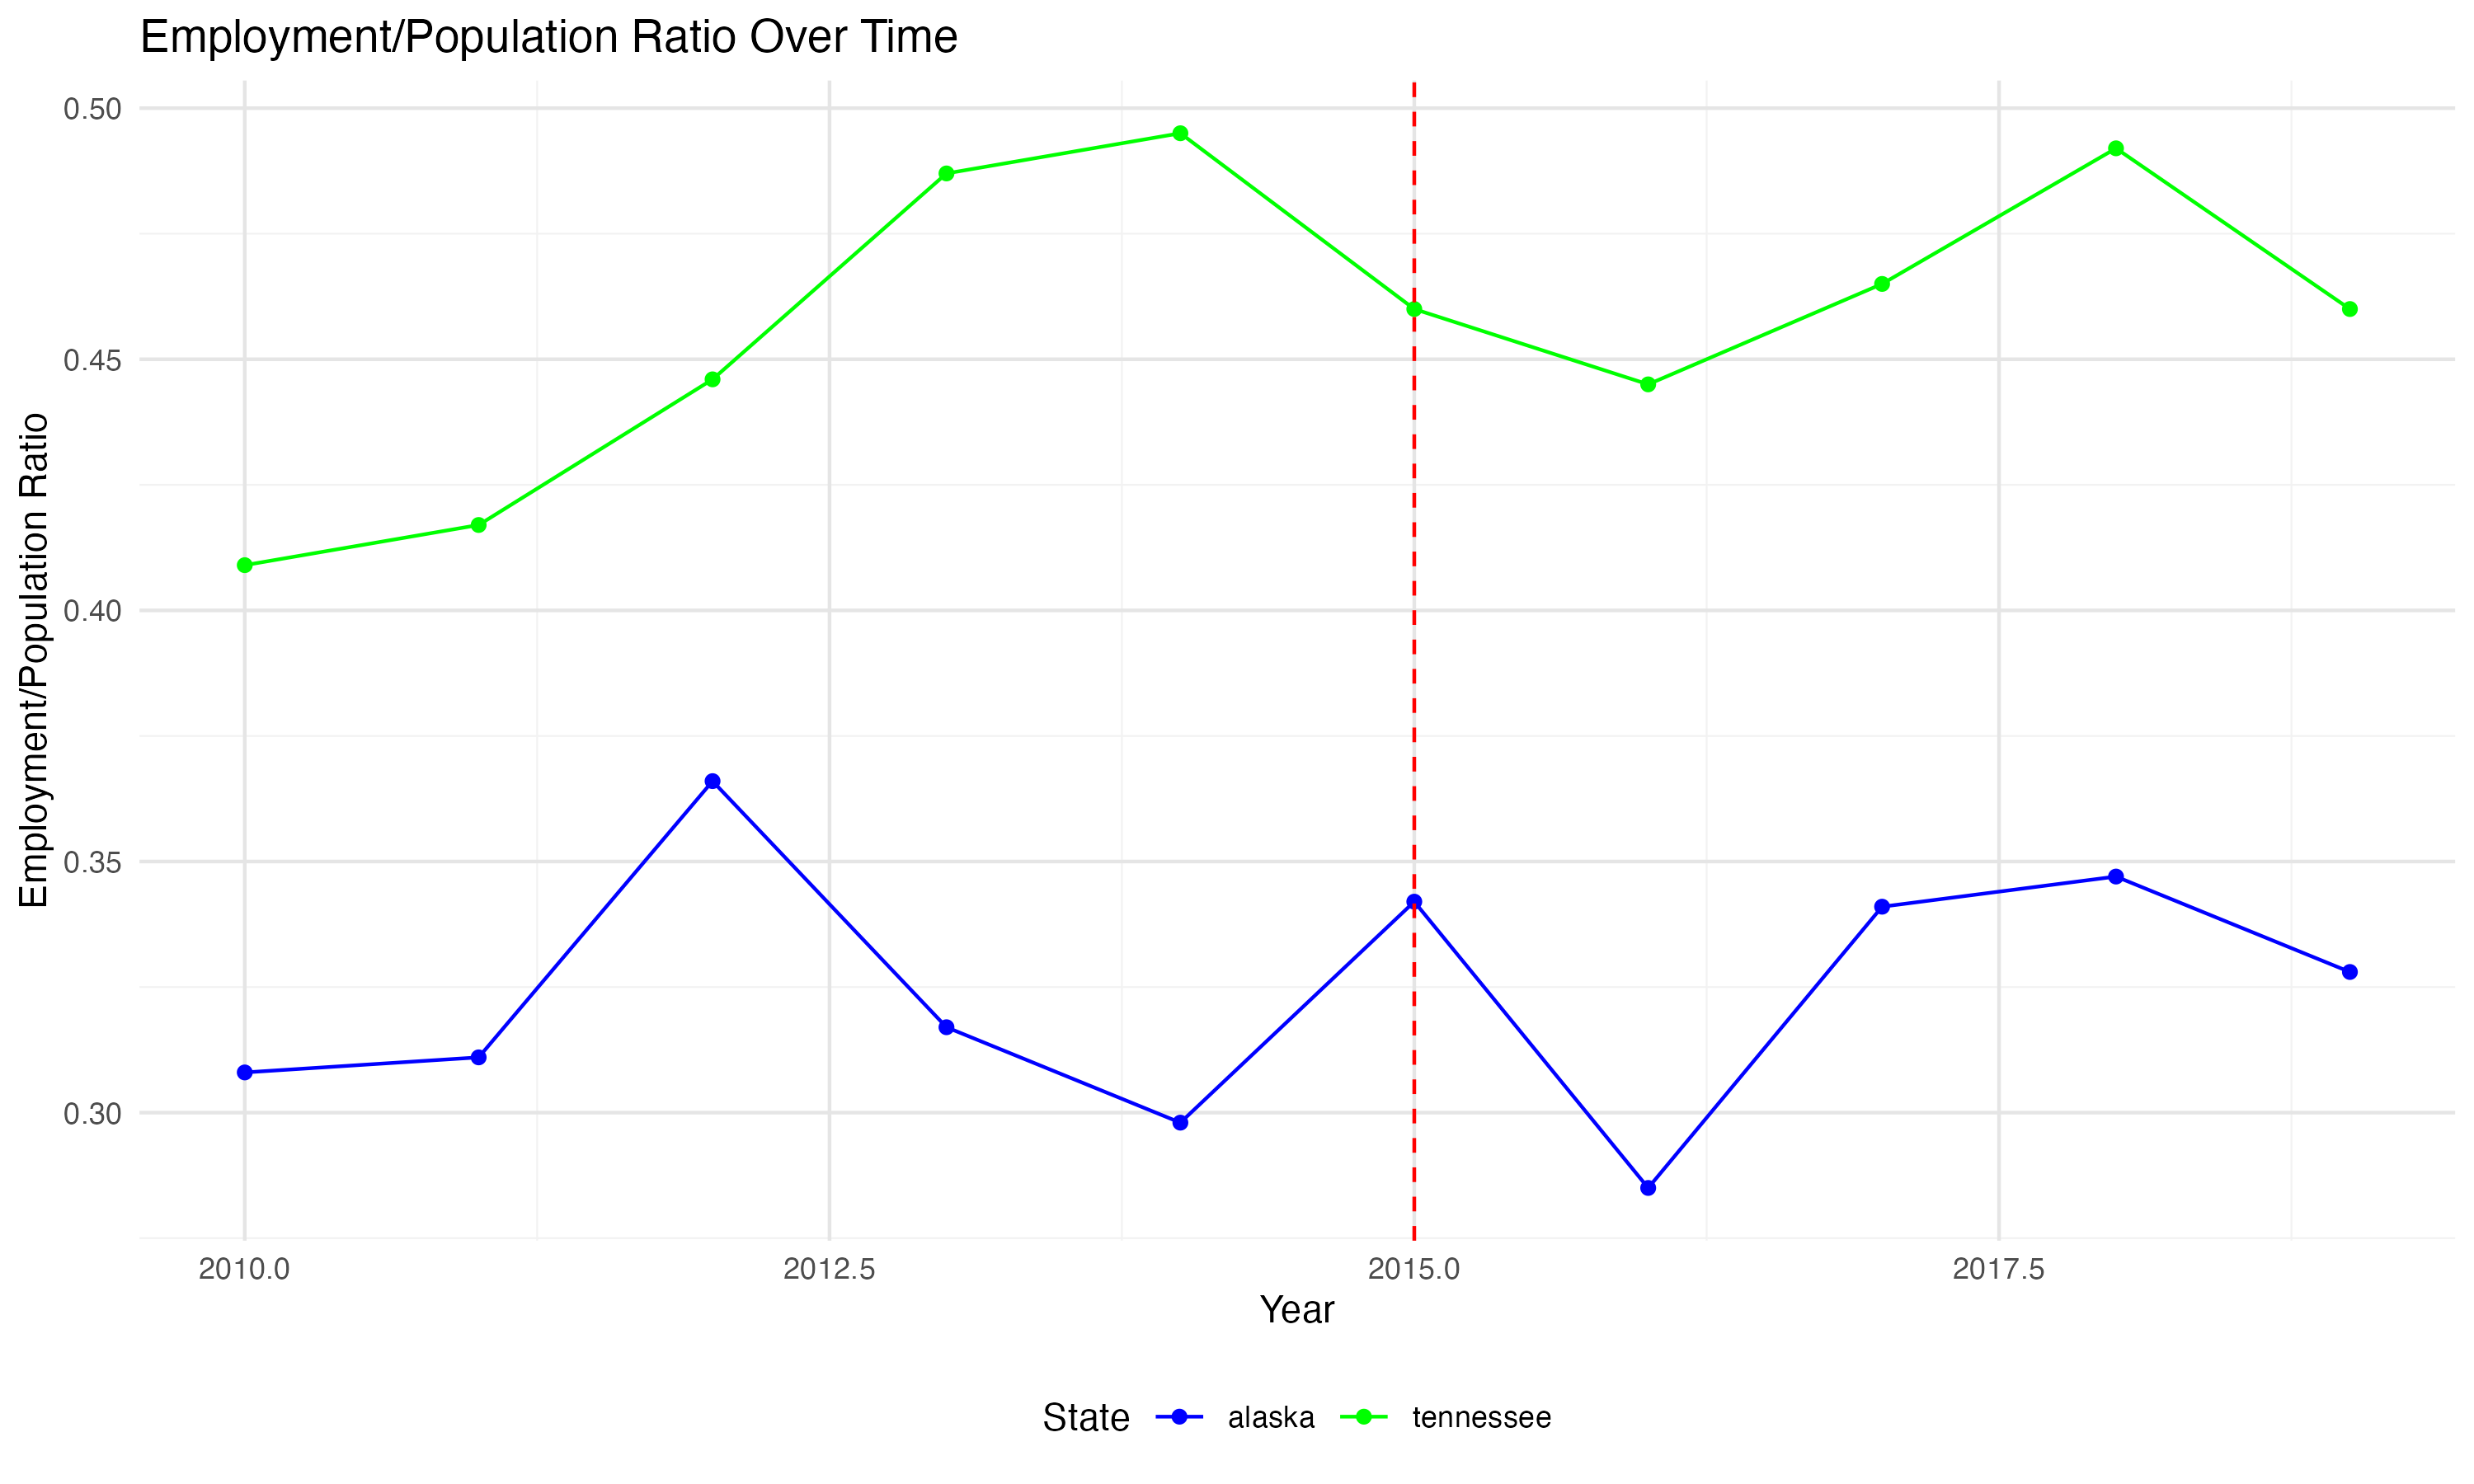 Employment/Population Ratio Over Time
Employment/Population Ratio
0.50
0.45
0.40
0.35
0.30
2010.0 2012.5 2015.0 2017.5
Year
State alaska tennessee